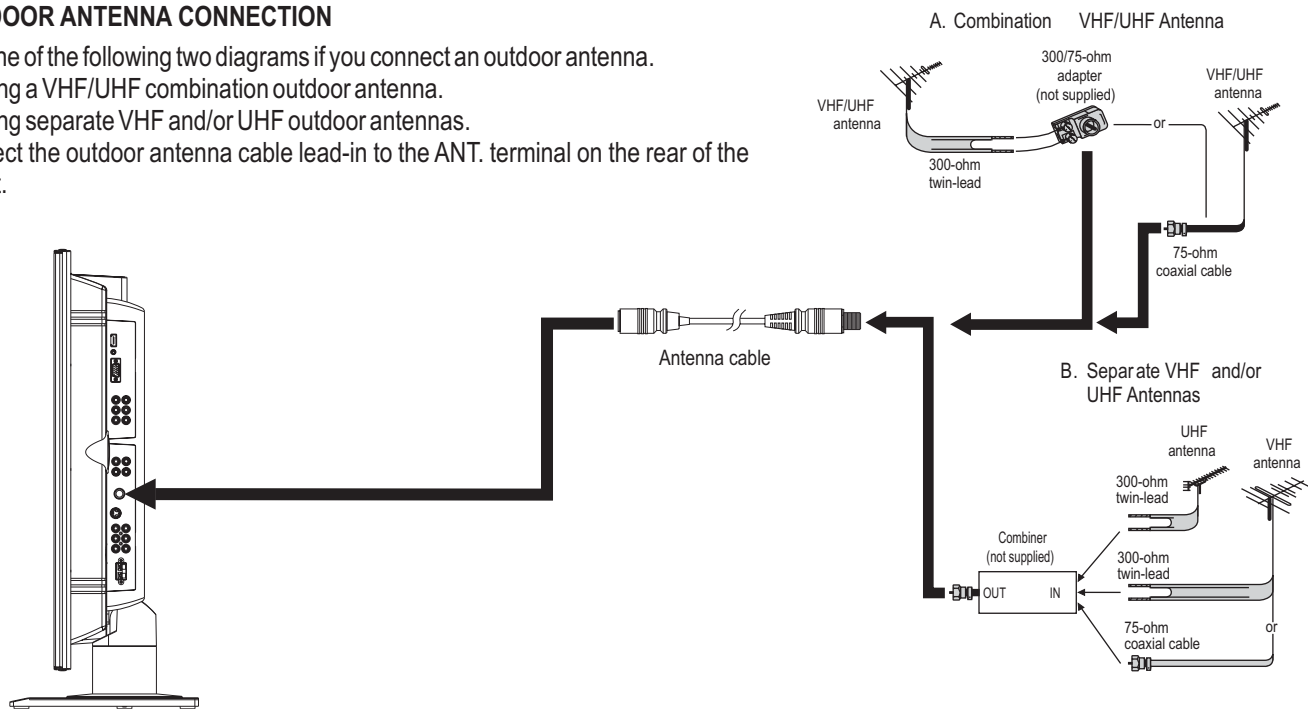 DOOR ANTENNA CONNECTION
ne of the following two diagrams if you connect an outdoor antenna.
ng a VHF/UHF combination outdoor antenna.
ng separate VHF and/or UHF outdoor antennas.
ect the outdoor antenna cable lead-in to the ANT. terminal on the rear of the
t.
A. Combination VHF/UHF Antenna
300/75-ohm
adapter
(not supplied)
VHF/UHF
antenna
VHF/UHF
antenna
or
300-ohm
twin-lead
75-ohm
coaxial cable
Antenna cable
B. Separate VHF and/or
UHF Antennas
UHF
antenna
VHF
antenna
300-ohm
twin-lead
Combiner
(not supplied)
300-ohm
twin-lead
OUT IN
75-ohm
coaxial cable
or